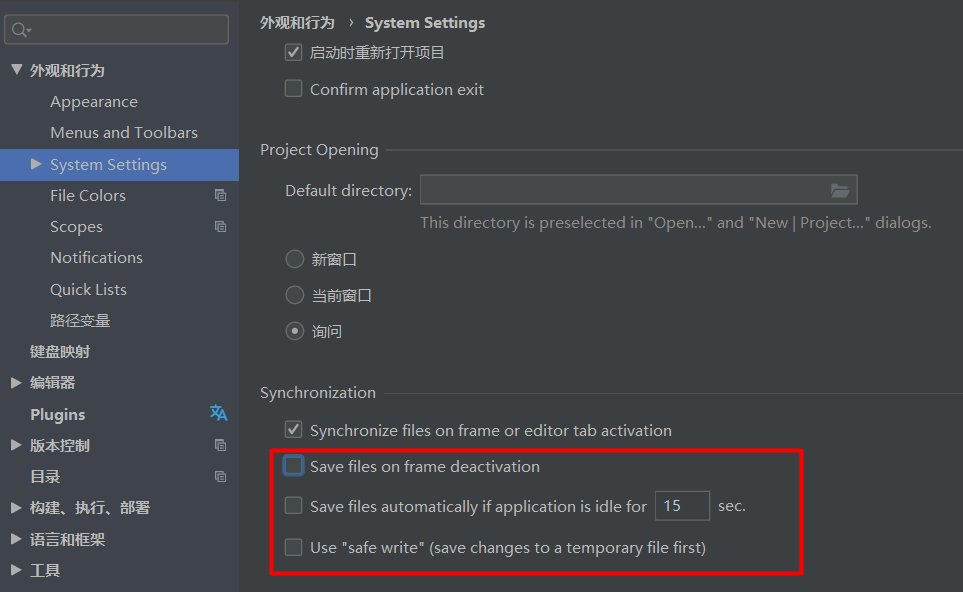 外观和行为
Appearance
Menus and Toolbars
System Settings
File Colors
Scopes
Notifications
Quick Lists
路径变量
键盘映射
编辑器
Plugins
版本控制
目录
构建、执行、部署
语言和框架
工具
外观和行为 › System Settings
启动时重新打开项目
Confirm application exit
Project Opening
Default directory:
This directory is preselected in "Open..." and "New | Project..." dialogs.
新窗口
当前窗口
询问
Synchronization
Synchronize files on frame or editor tab activation
Save files on frame deactivation
Save files automatically if application is idle for 15 sec.
Use "safe write" (save changes to a temporary file first)